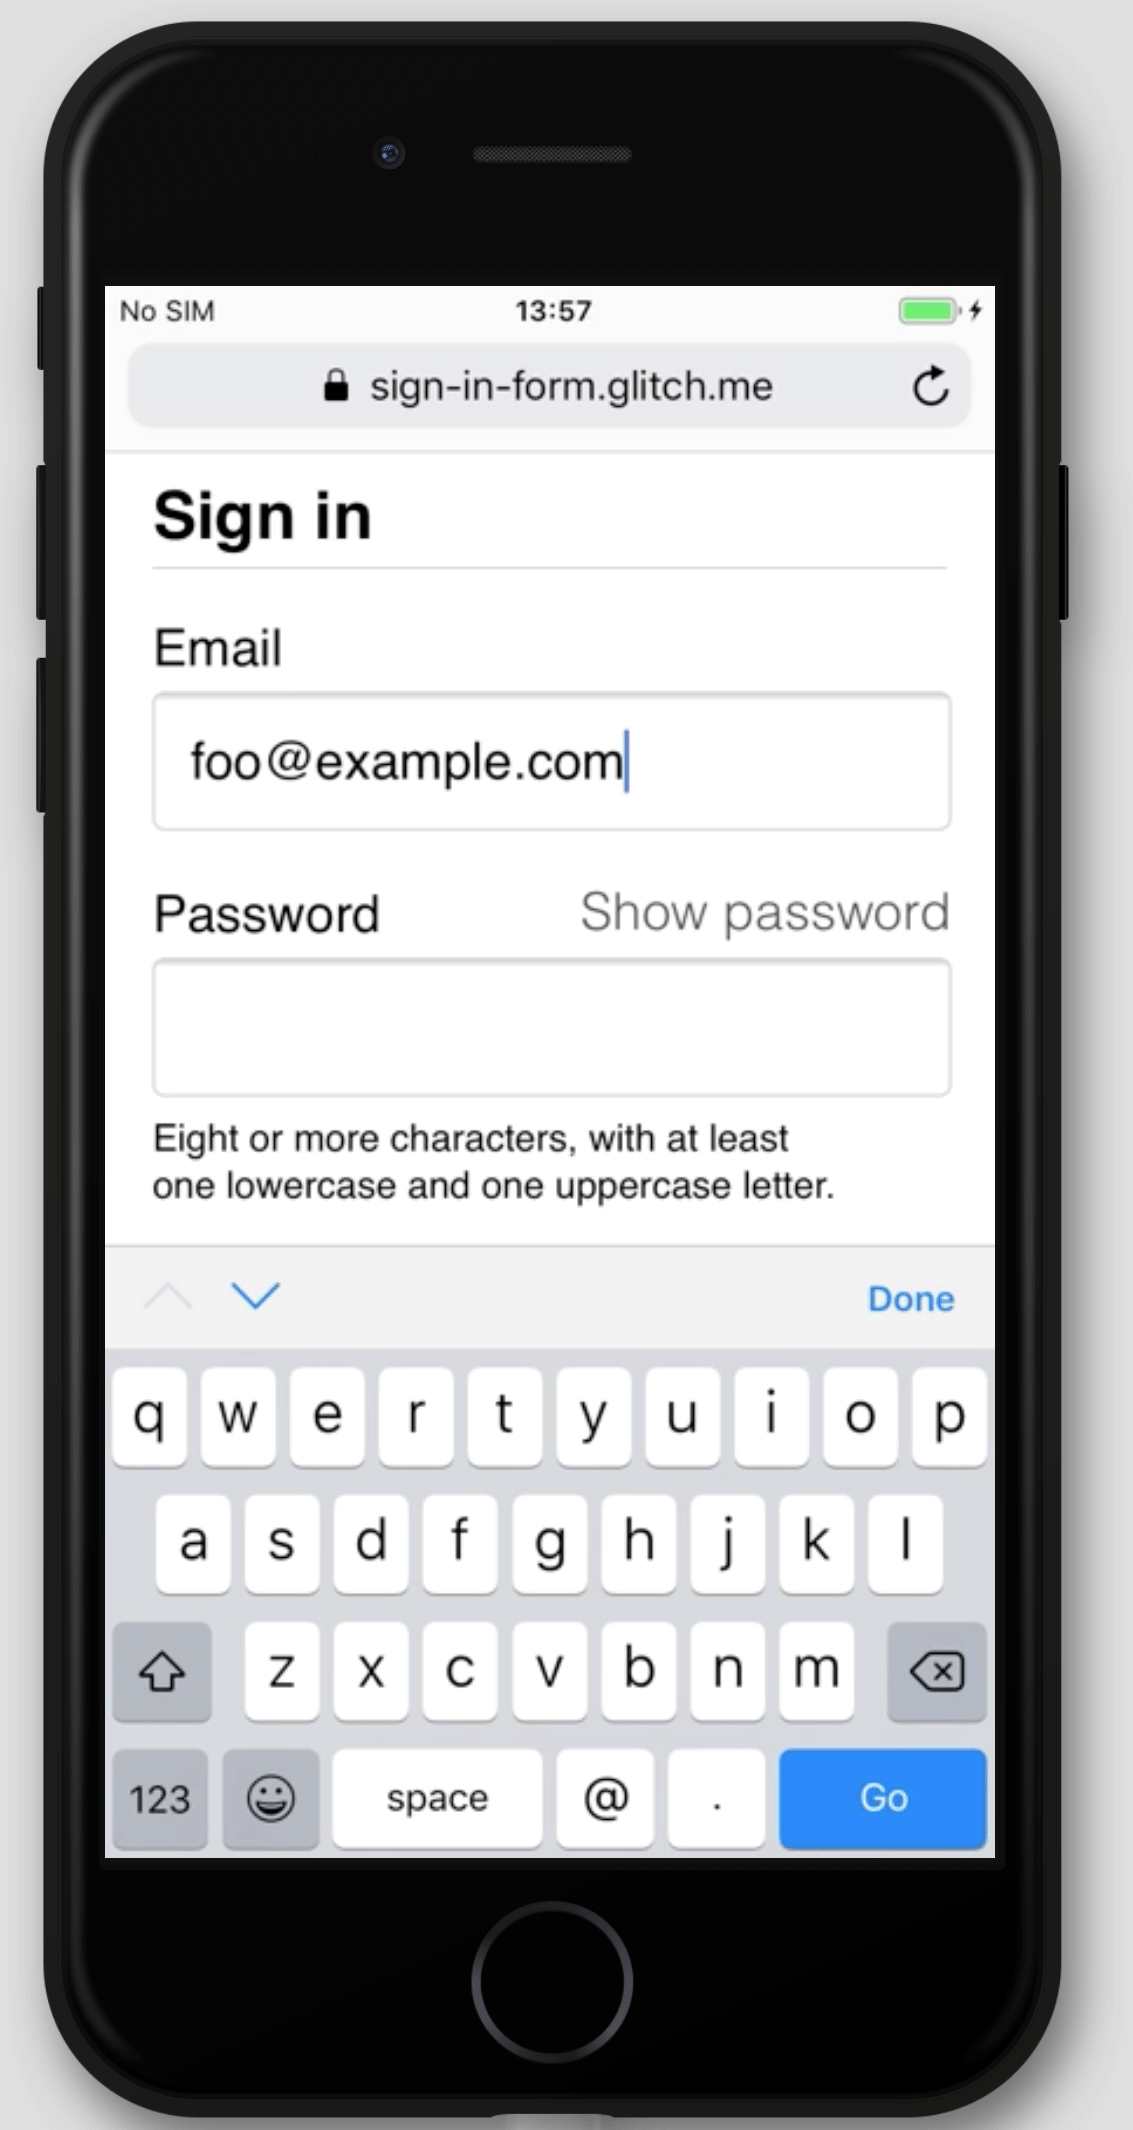 No SIM 13:57
sign-in-form.glitch.me
Sign in
Email
foo@example.com
Password Show password
Eight or more characters, with at least
one lowercase and one uppercase letter.
Done
q w e r t y u i o p
a s d f g h j k l
z x c v b n m
123 space @ . Go